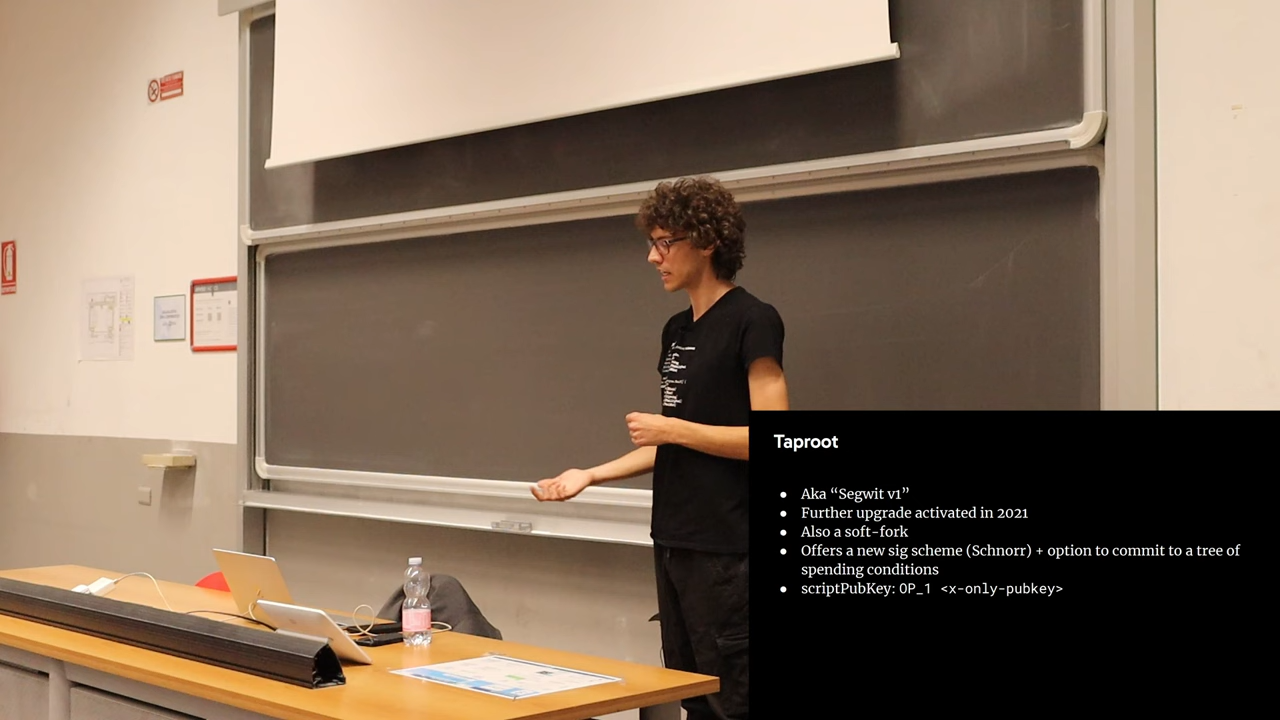 Taproot
● Aka “Segwit v1”
● Further upgrade activated in 2021
● Also a soft-fork
● Offers a new sig scheme (Schnorr) + option to commit to a tree of
spending conditions
● scriptPubKey: OP_1 <x-only-pubkey>